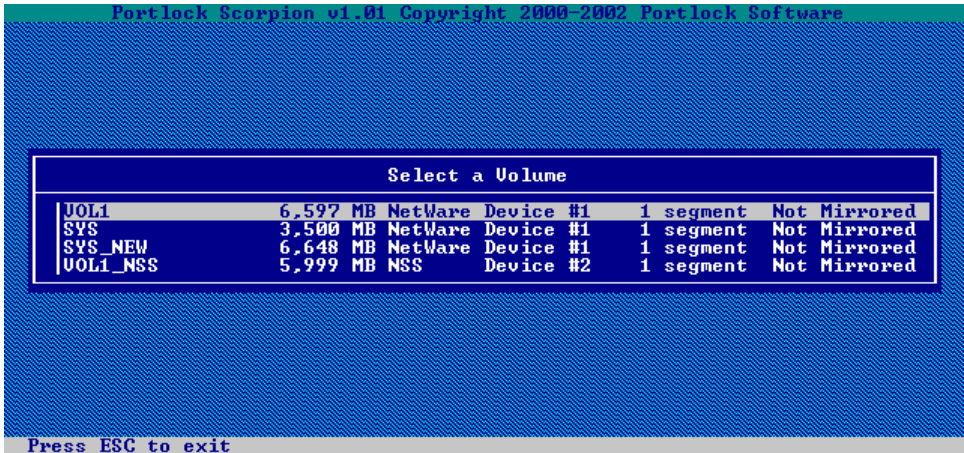 Portlock Scorpion v1.01 Copyright 2000-2002 Portlock Software
Select a Volume
VOL1 6,597 MB NetWare Device #1 1 segment Not Mirrored
SYS 3,500 MB NetWare Device #1 1 segment Not Mirrored
SYS_NEW 6,648 MB NetWare Device #1 1 segment Not Mirrored
VOL1_NSS 5,999 MB NSS Device #2 1 segment Not Mirrored
Press ESC to exit